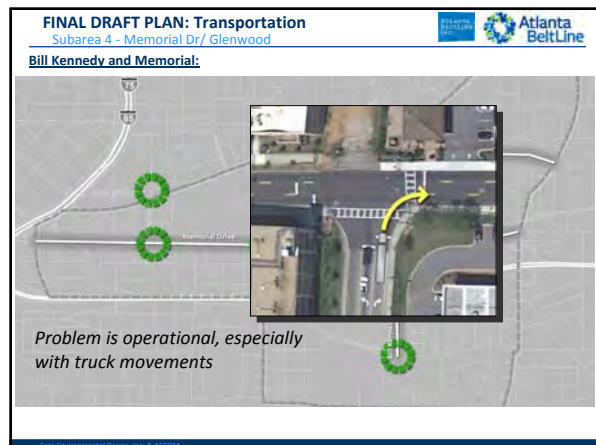 FINAL DRAFT PLAN: Transportation
Subarea 4 - Memorial Dr/ Glenwood
Atlanta
BeltLine
Bill Kennedy and Memorial:
75
85
Memorial Drive
Problem is operational, especially
with truck movements